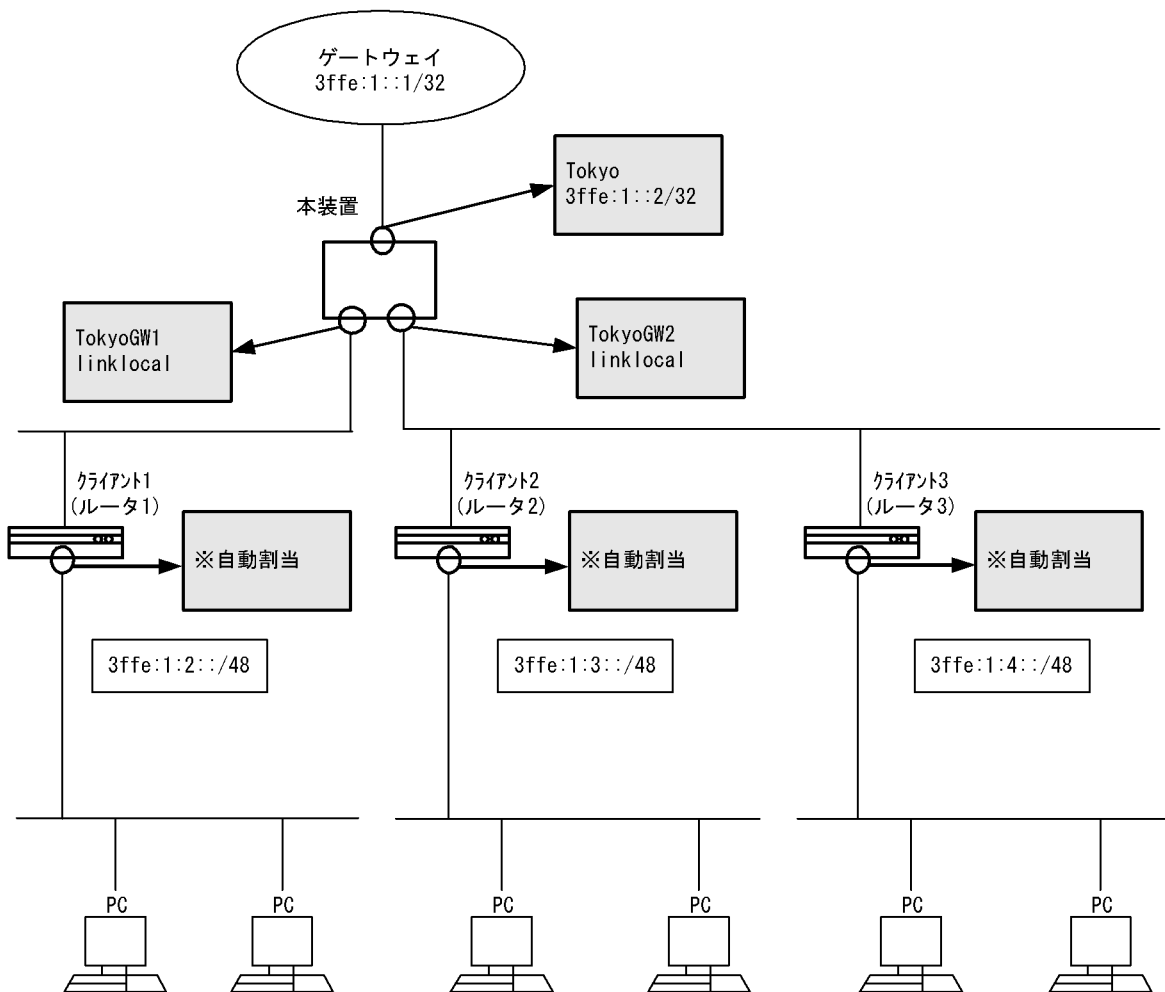 ゲートウェイ
3ffe:1::1/32
Tokyo
3ffe:1::2/32
本装置
TokyoGW1
linklocal
TokyoGW2
linklocal
ｸﾗｲｱﾝﾄ1
(ルータ1)
ｸﾗｲｱﾝﾄ2
(ルータ2)
ｸﾗｲｱﾝﾄ3
(ルータ3)
※自動割当
※自動割当
※自動割当
3ffe:1:2::/48
3ffe:1:3::/48
3ffe:1:4::/48
PC
PC
PC
PC
PC
PC